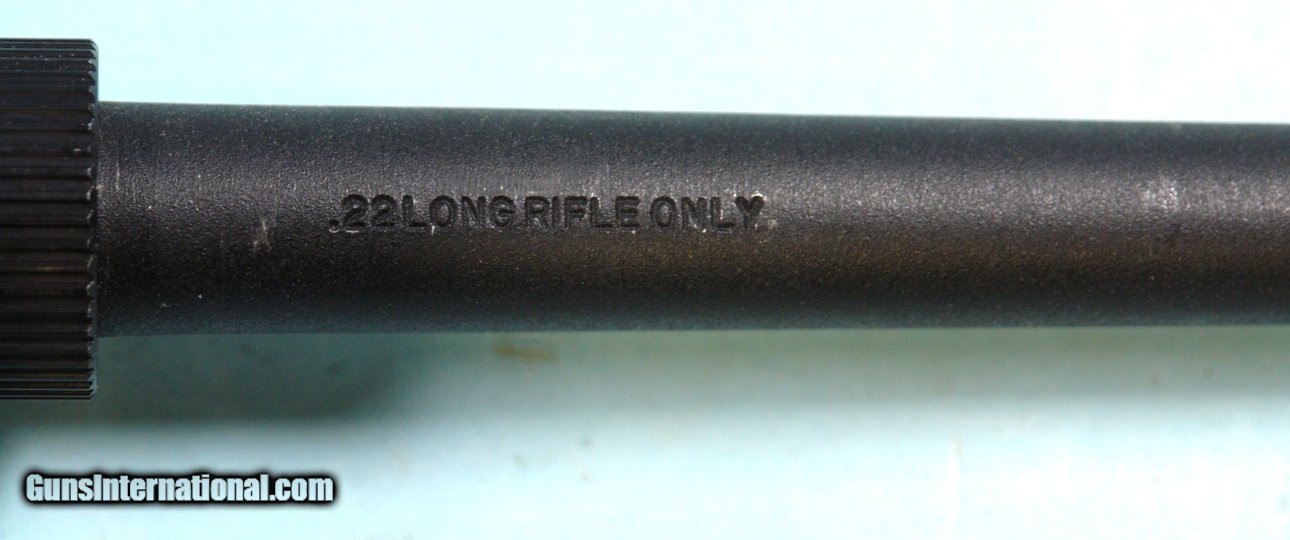 .22 LONG RIFLE ONLY
GunsInternational.com